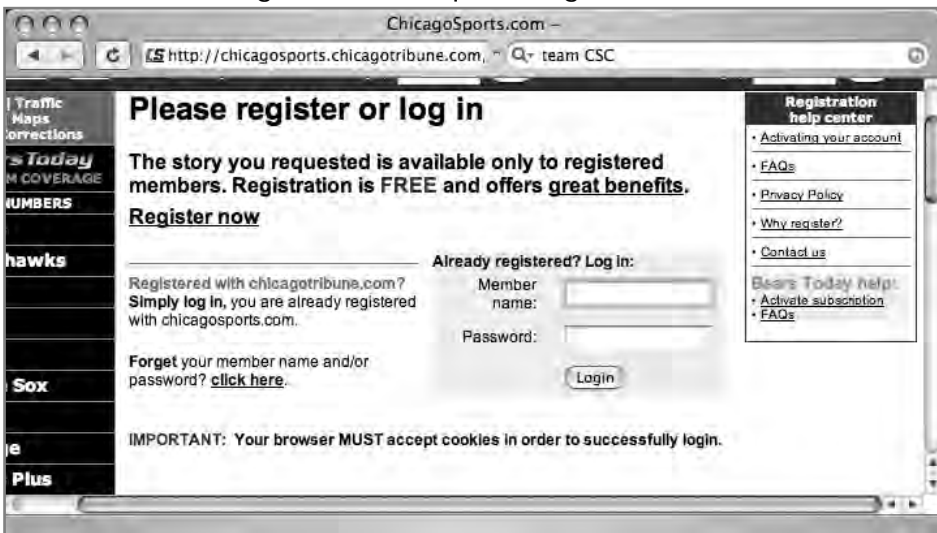 ChicagoSports.com –
http://chicagosports.chicagotribune.com,
team CSC
Traffic
Maps
Corrections
sToday
M COVERAGE
NUMBERS
hawks
Sox
e
Plus
Please register or log in
The story you requested is available only to registered
members. Registration is FREE and offers great benefits.
Register now
Registered with chicagotribune.com?
Simply log in, you are already registered
with chicagosports.com.
Forget your member name and/or
password? click here.
Already registered? Log in:
Member
name:
Password:
Login
IMPORTANT: Your browser MUST accept cookies in order to successfully login.
Registration
help center
• Activating your account
• FAQs
• Privacy Policy
• Why register?
• Contact us
Bears Today help:
• Activate subscription
• FAQs